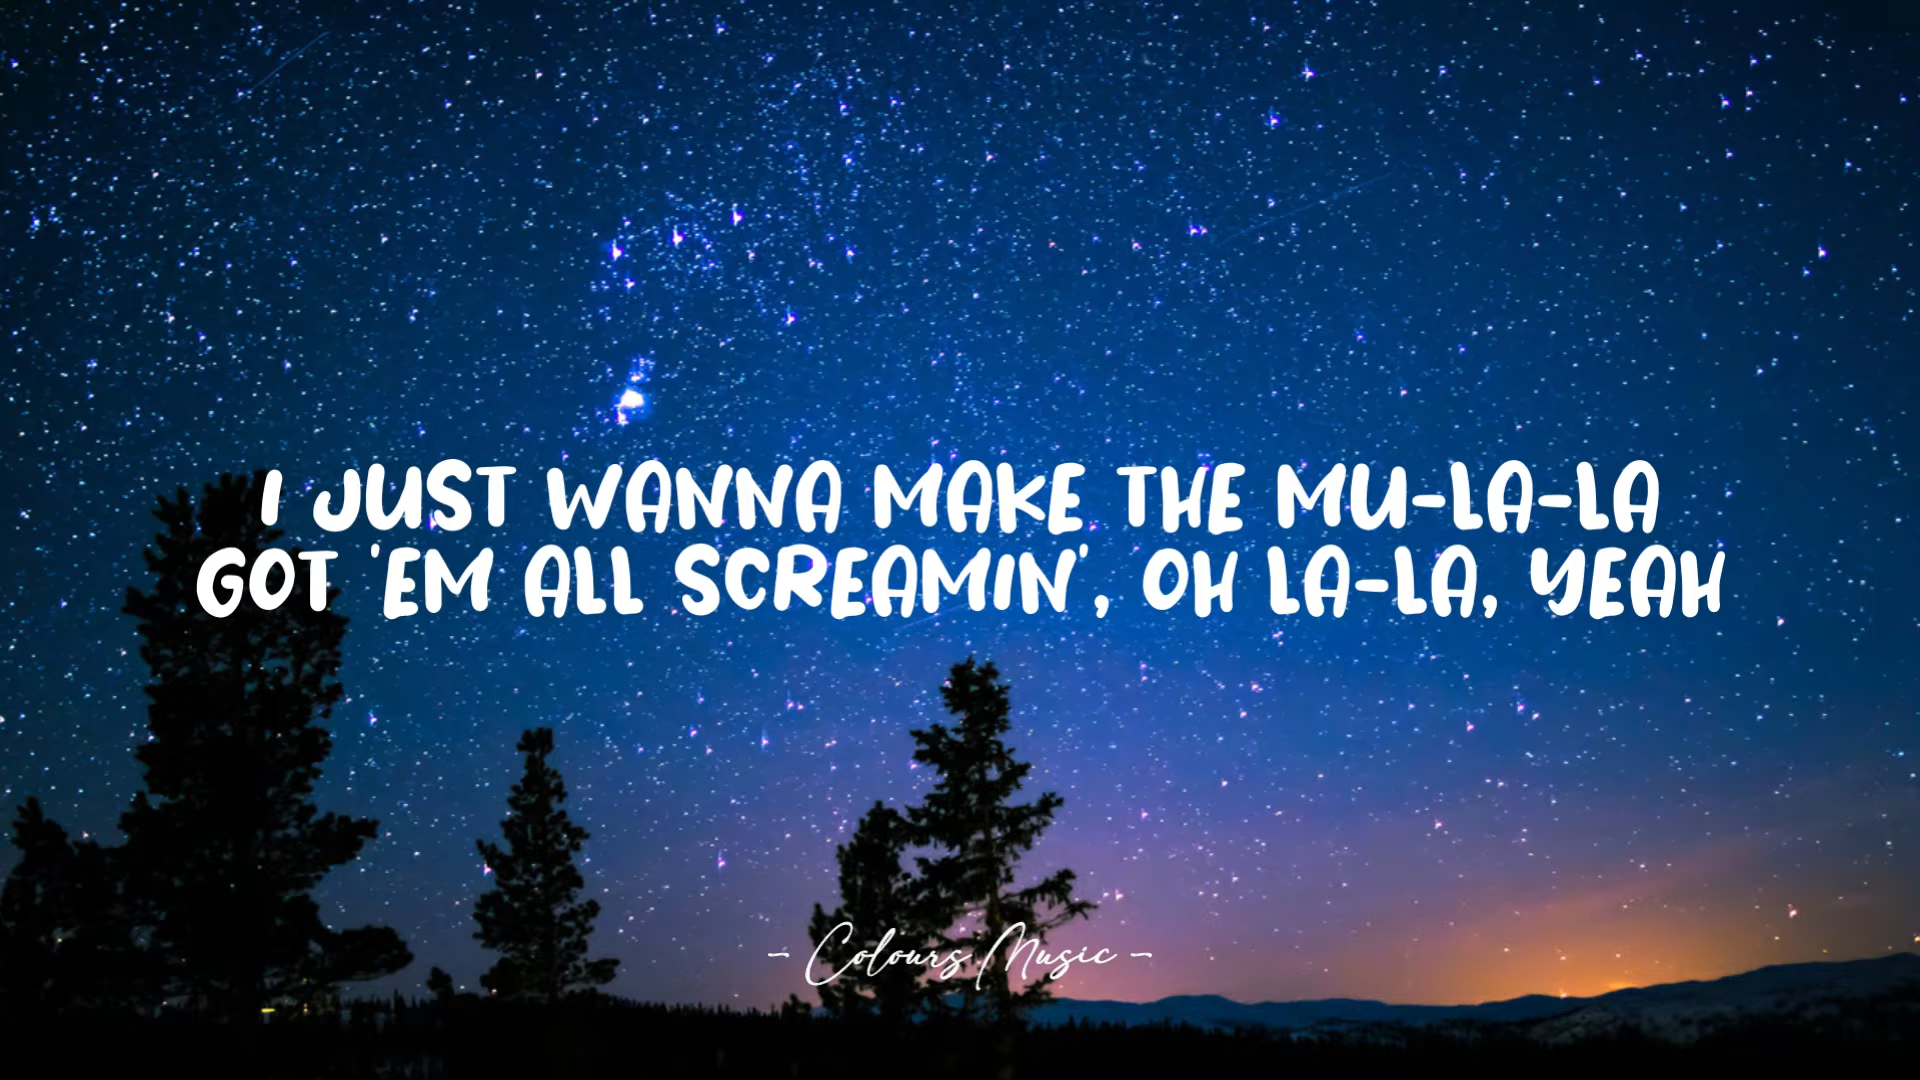 I JUST WANNA MAKE THE MU-LA-LA
GOT 'EM ALL SCREAMIN', OH LA-LA, YEAH
- Colours Music -